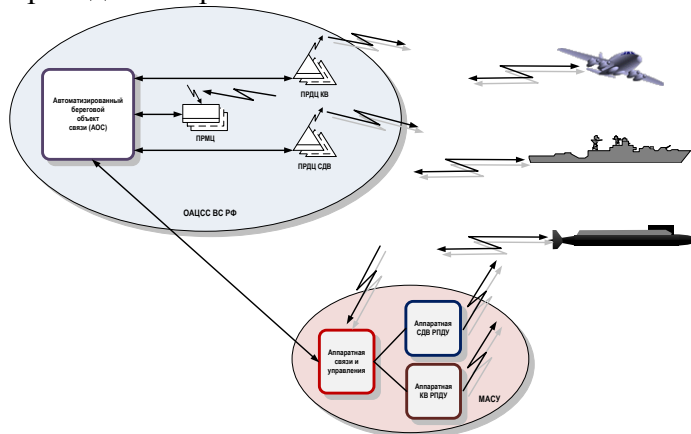 Автоматизированный
береговой
объект
связи (АОС)
ПРДЦ КВ
ПРМЦ
ПРДЦ СДВ
ОАЦСС ВС РФ
Аппаратная
СДВ РПДУ
Аппаратная
связи и
управления
Аппаратная
КВ РПДУ
МАСУ